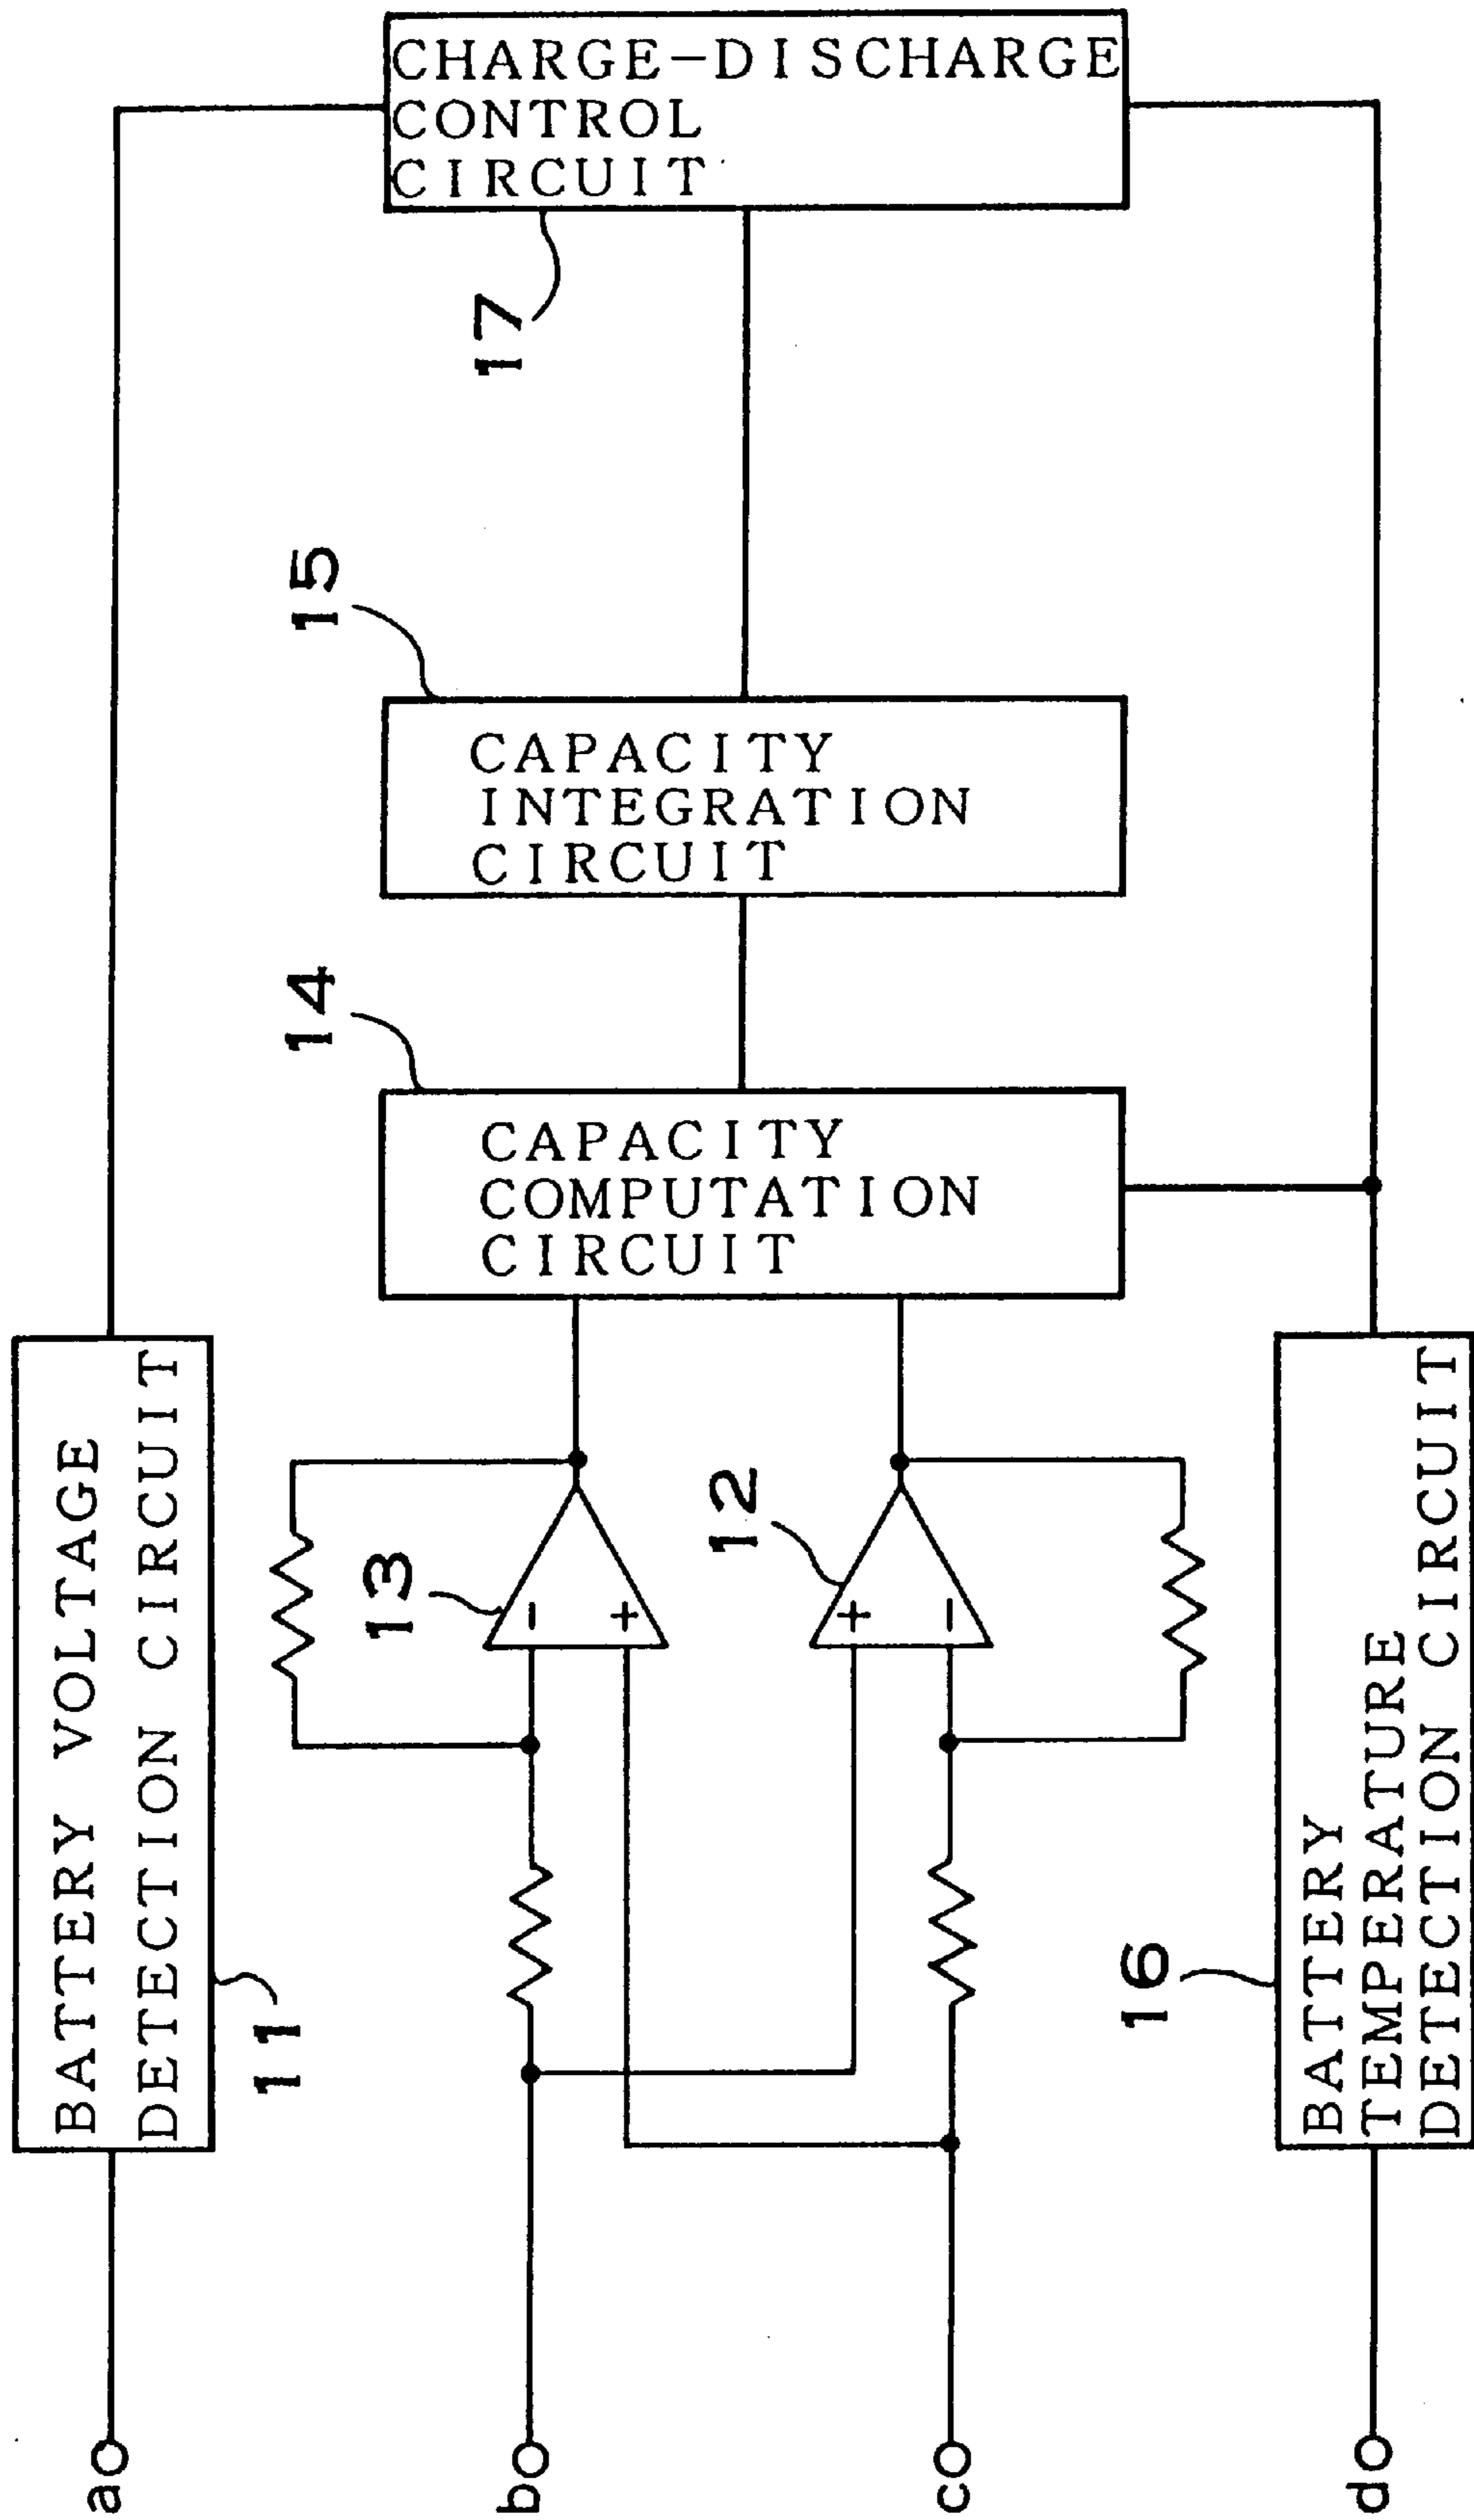 CHARGE-DISCHARGE
CONTROL
CIRCUIT
17
15
CAPACITY
INTEGRATION
CIRCUIT
14
CAPACITY
COMPUTATION
CIRCUIT
BATTERY VOLTAGE
DETECTION CIRCUIT
11
13
-
+
12
+
-
BATTERY
TEMPERATURE
DETECTION CIRCUIT
16
a
b
c
d